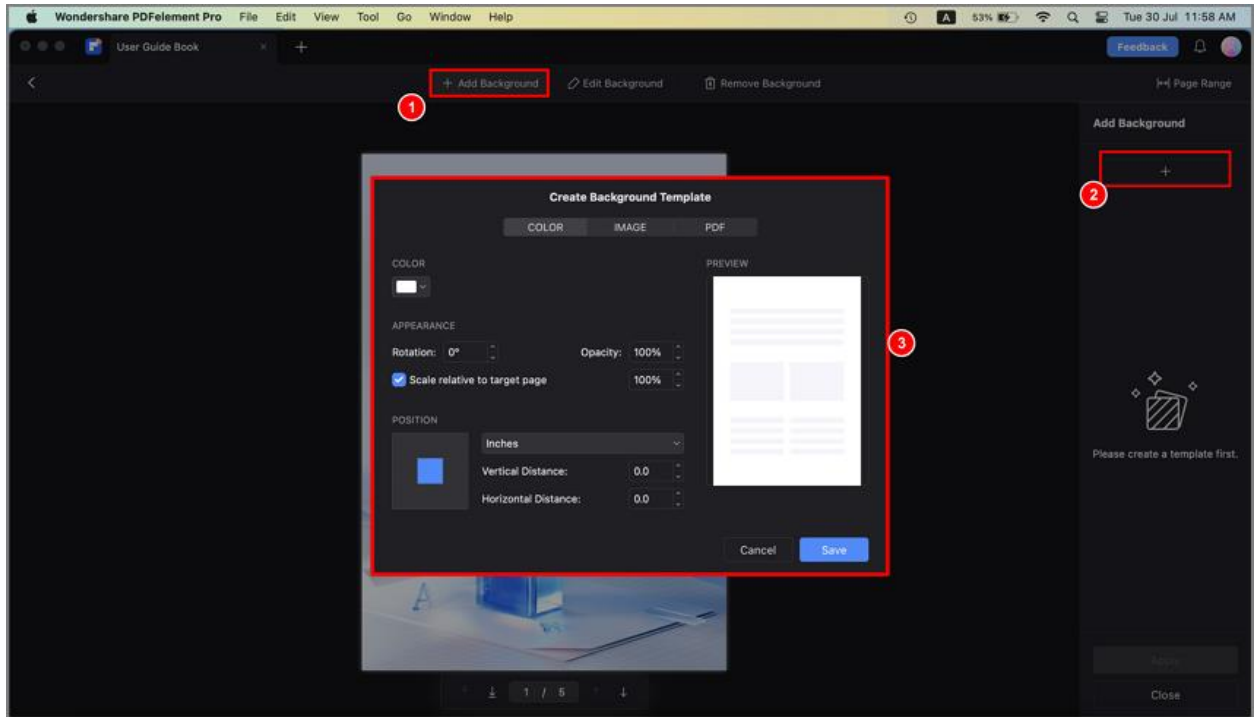 Wondershare PDFelement Pro File Edit View Tool Go Window Help A 53% Tue 30 Jul 11:58 AM
User Guide Book × + Feedback
+ Add Background Edit Background Remove Background Page Range
1
Add Background
+
2
Create Background Template
COLOR IMAGE PDF
COLOR
PREVIEW
APPEARANCE
Rotation: 0° Opacity: 100%
Scale relative to target page 100%
3
POSITION
Inches
Vertical Distance: 0.0
Horizontal Distance: 0.0
Cancel Save
Please create a template first.
A
1 / 5
Apply
Close